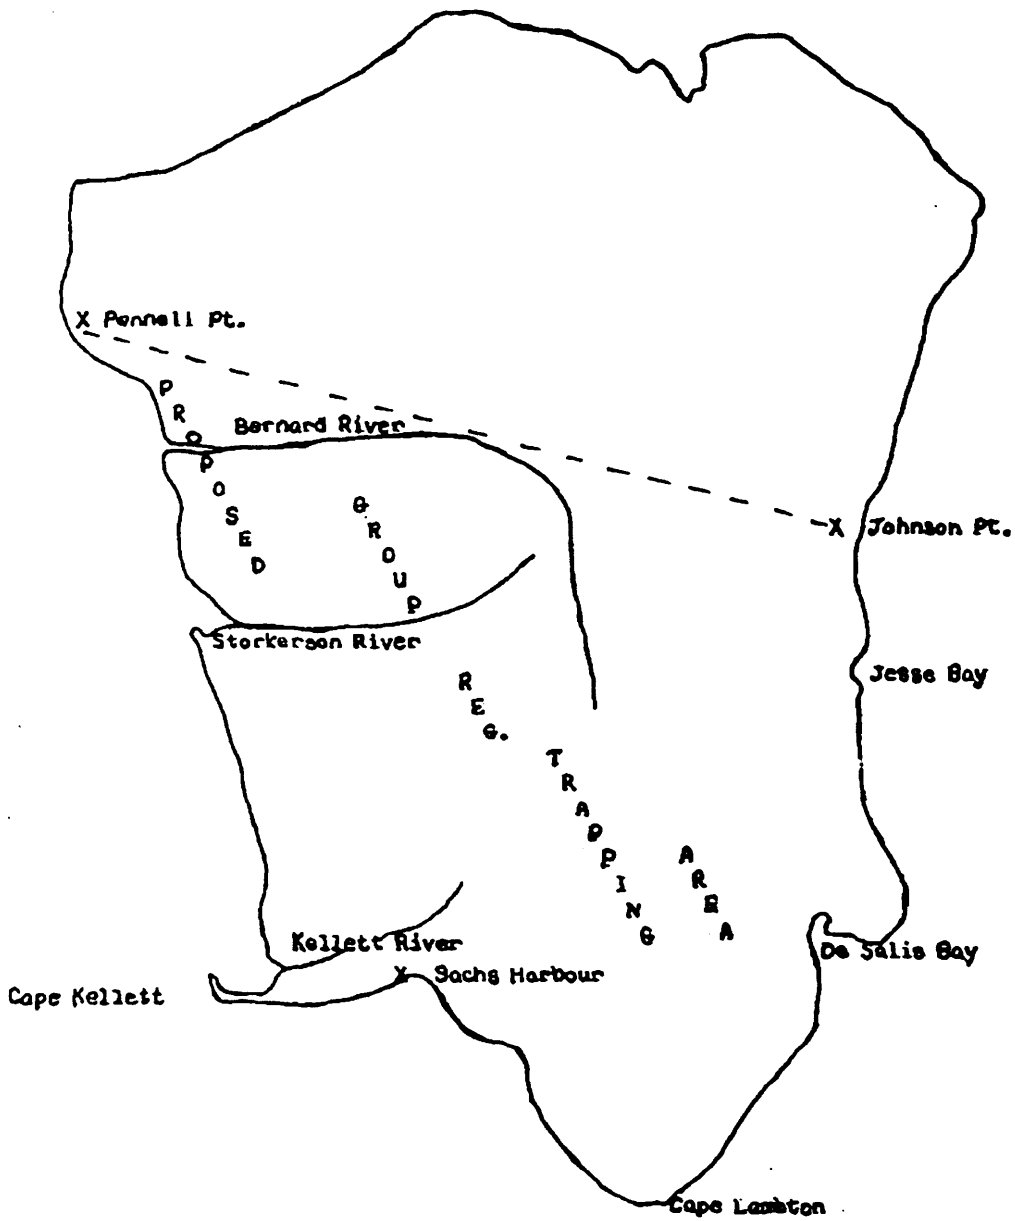 X Pennell Pt.
PROPOSED
Bernard River
GROUP
X Johnson Pt.
Storkerson River
Jesse Bay
REG.
TRAPPING
AREA
Kellett River
De Salis Bay
X Sachs Harbour
Cape Kellett
Cape Lambton